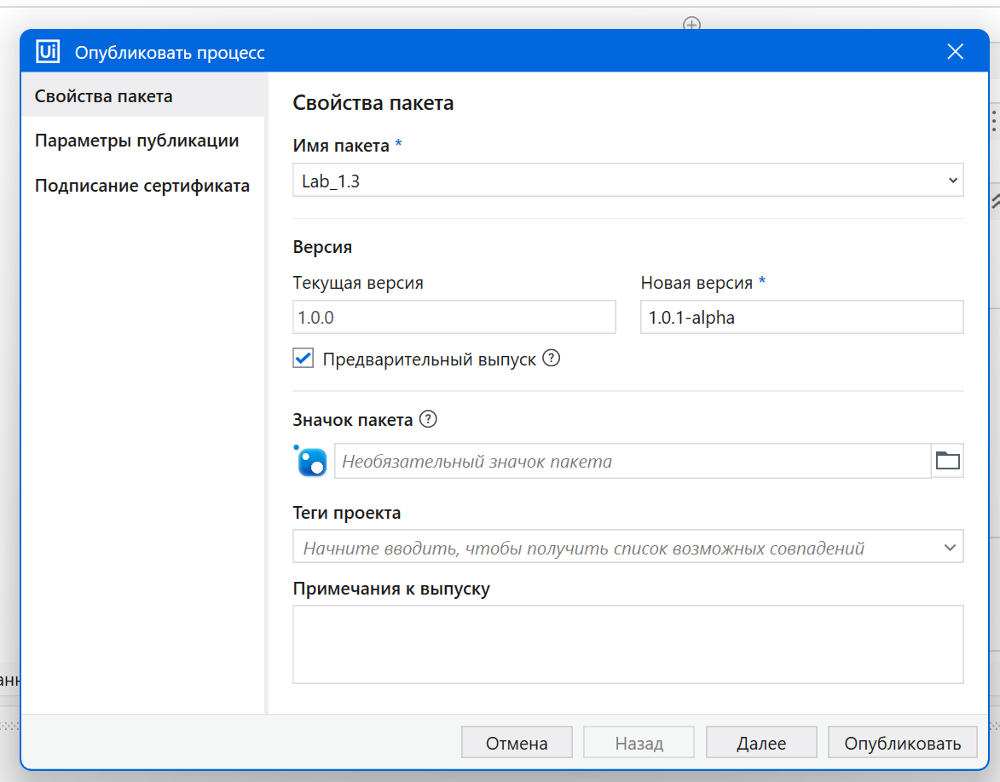 Ui Опубликовать процесс
Свойства пакета
Параметры публикации
Подписание сертификата
Свойства пакета
Имя пакета *
Lab_1.3
Версия
Текущая версия
Новая версия *
1.0.0
1.0.1-alpha
Предварительный выпуск ?
Значок пакета ?
Необязательный значок пакета
Теги проекта
Начните вводить, чтобы получить список возможных совпадений
Примечания к выпуску
Отмена
Назад
Далее
Опубликовать